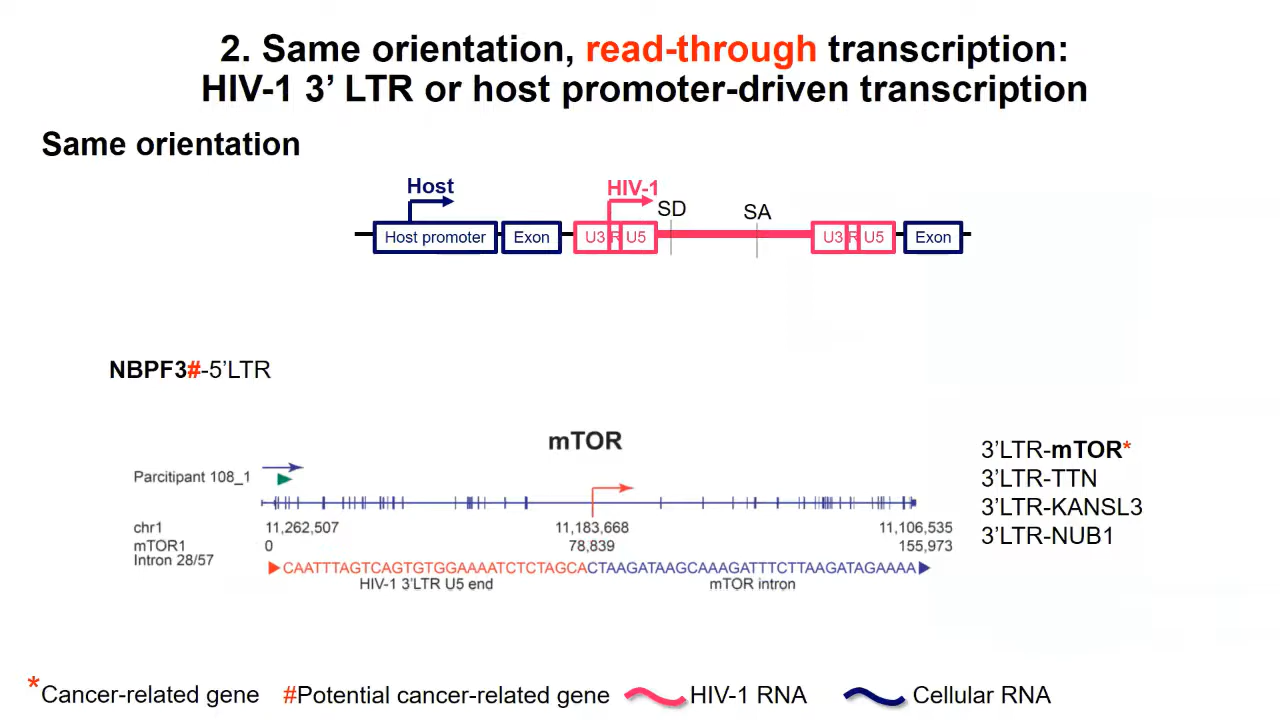 2. Same orientation, read-through transcription:
HIV-1 3’ LTR or host promoter-driven transcription
Same orientation
Host
HIV-1
SD
SA
Host promoter
Exon
U3
R
U5
U3
R
U5
Exon
NBPF3#-5’LTR
mTOR
Parcitipant 108_1
chr1
11,262,507
11,183,668
11,106,535
mTOR1
0
78,839
155,973
Intron 28/57
CAATTTAGTCAGTGTGGAAAATCTCTAGCACTAAGATAAGCAAAGATTTCTTAAGATAGAAAA
HIV-1 3’LTR U5 end
mTOR intron
3’LTR-mTOR*
3’LTR-TTN
3’LTR-KANSL3
3’LTR-NUB1
*Cancer-related gene
#Potential cancer-related gene
HIV-1 RNA
Cellular RNA